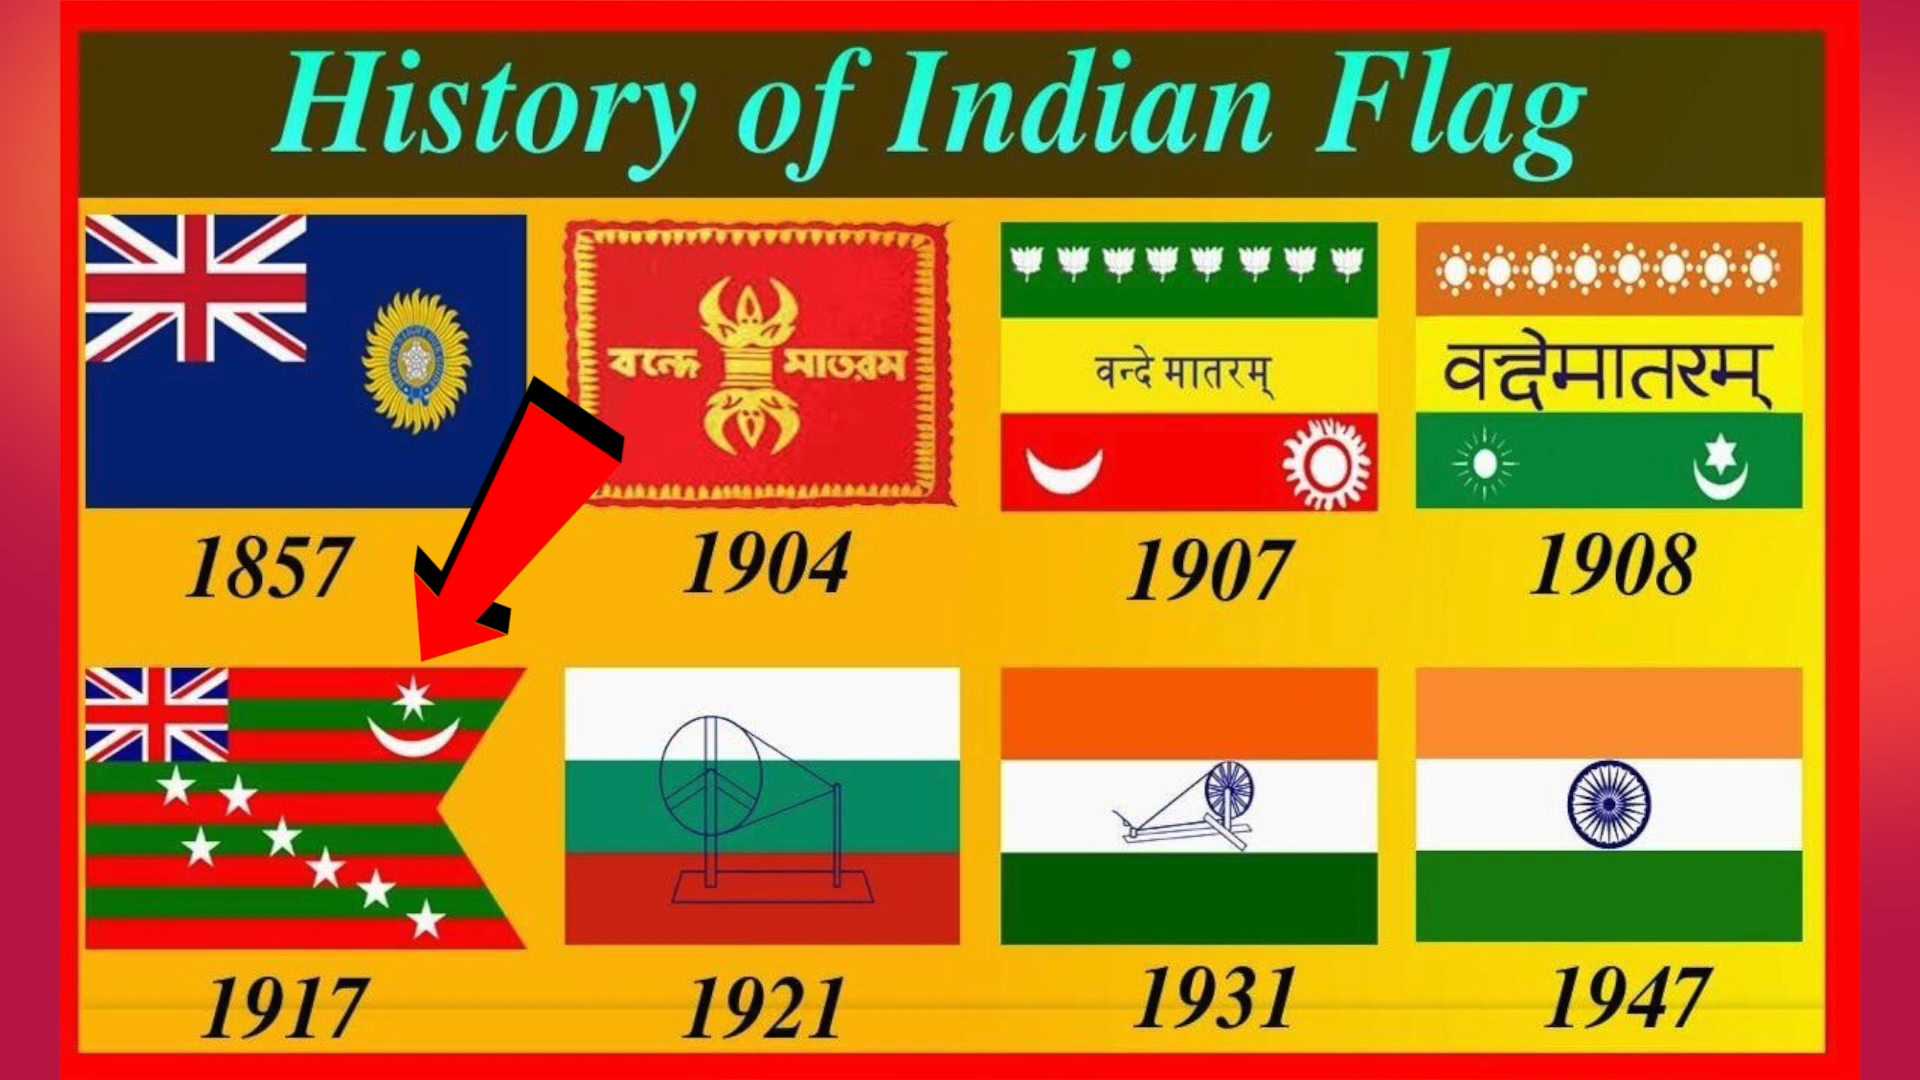 History of Indian Flag
বন্দে মাতরম
वन्दे मातरम्
वन्देमातरम्
1857
1904
1907
1908
1917
1921
1931
1947